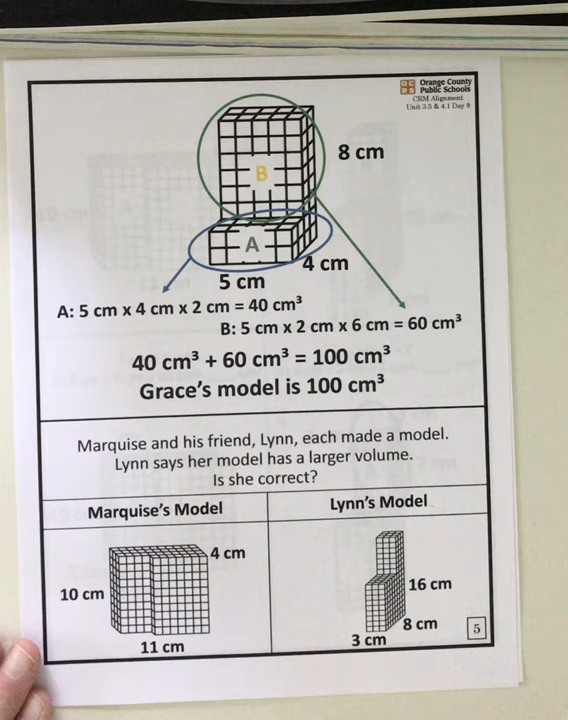 Orange County
Public Schools
CRM Alignment
Unit 3.5 & 4.1 Day 8
8 cm
B
A
4 cm
5 cm
A: 5 cm x 4 cm x 2 cm = 40 cm³
B: 5 cm x 2 cm x 6 cm = 60 cm³
40 cm³ + 60 cm³ = 100 cm³
Grace's model is 100 cm³
Marquise and his friend, Lynn, each made a model.
Lynn says her model has a larger volume.
Is she correct?
Marquise's Model
Lynn's Model
4 cm
10 cm
11 cm
16 cm
8 cm
3 cm
5